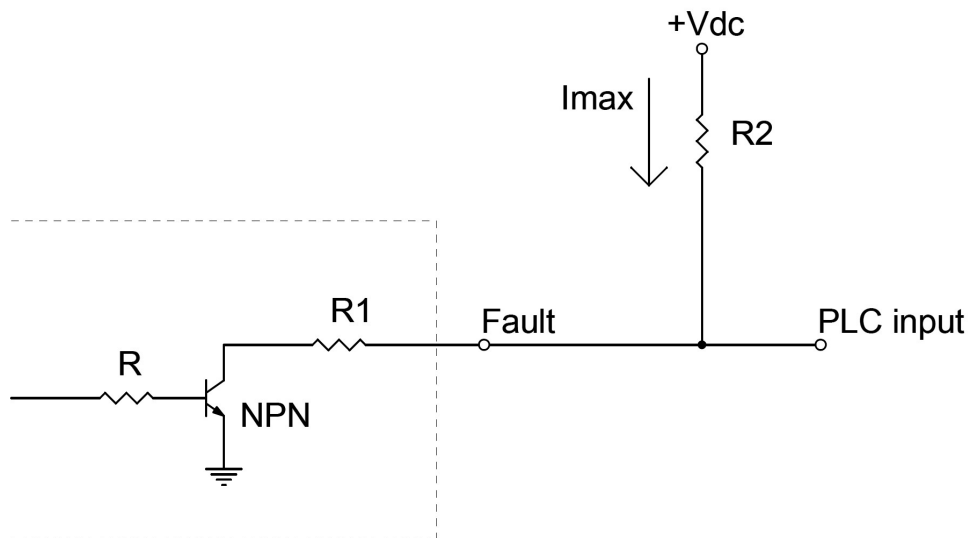 +Vdc
Imax
R2
R1
Fault
PLC input
R
NPN